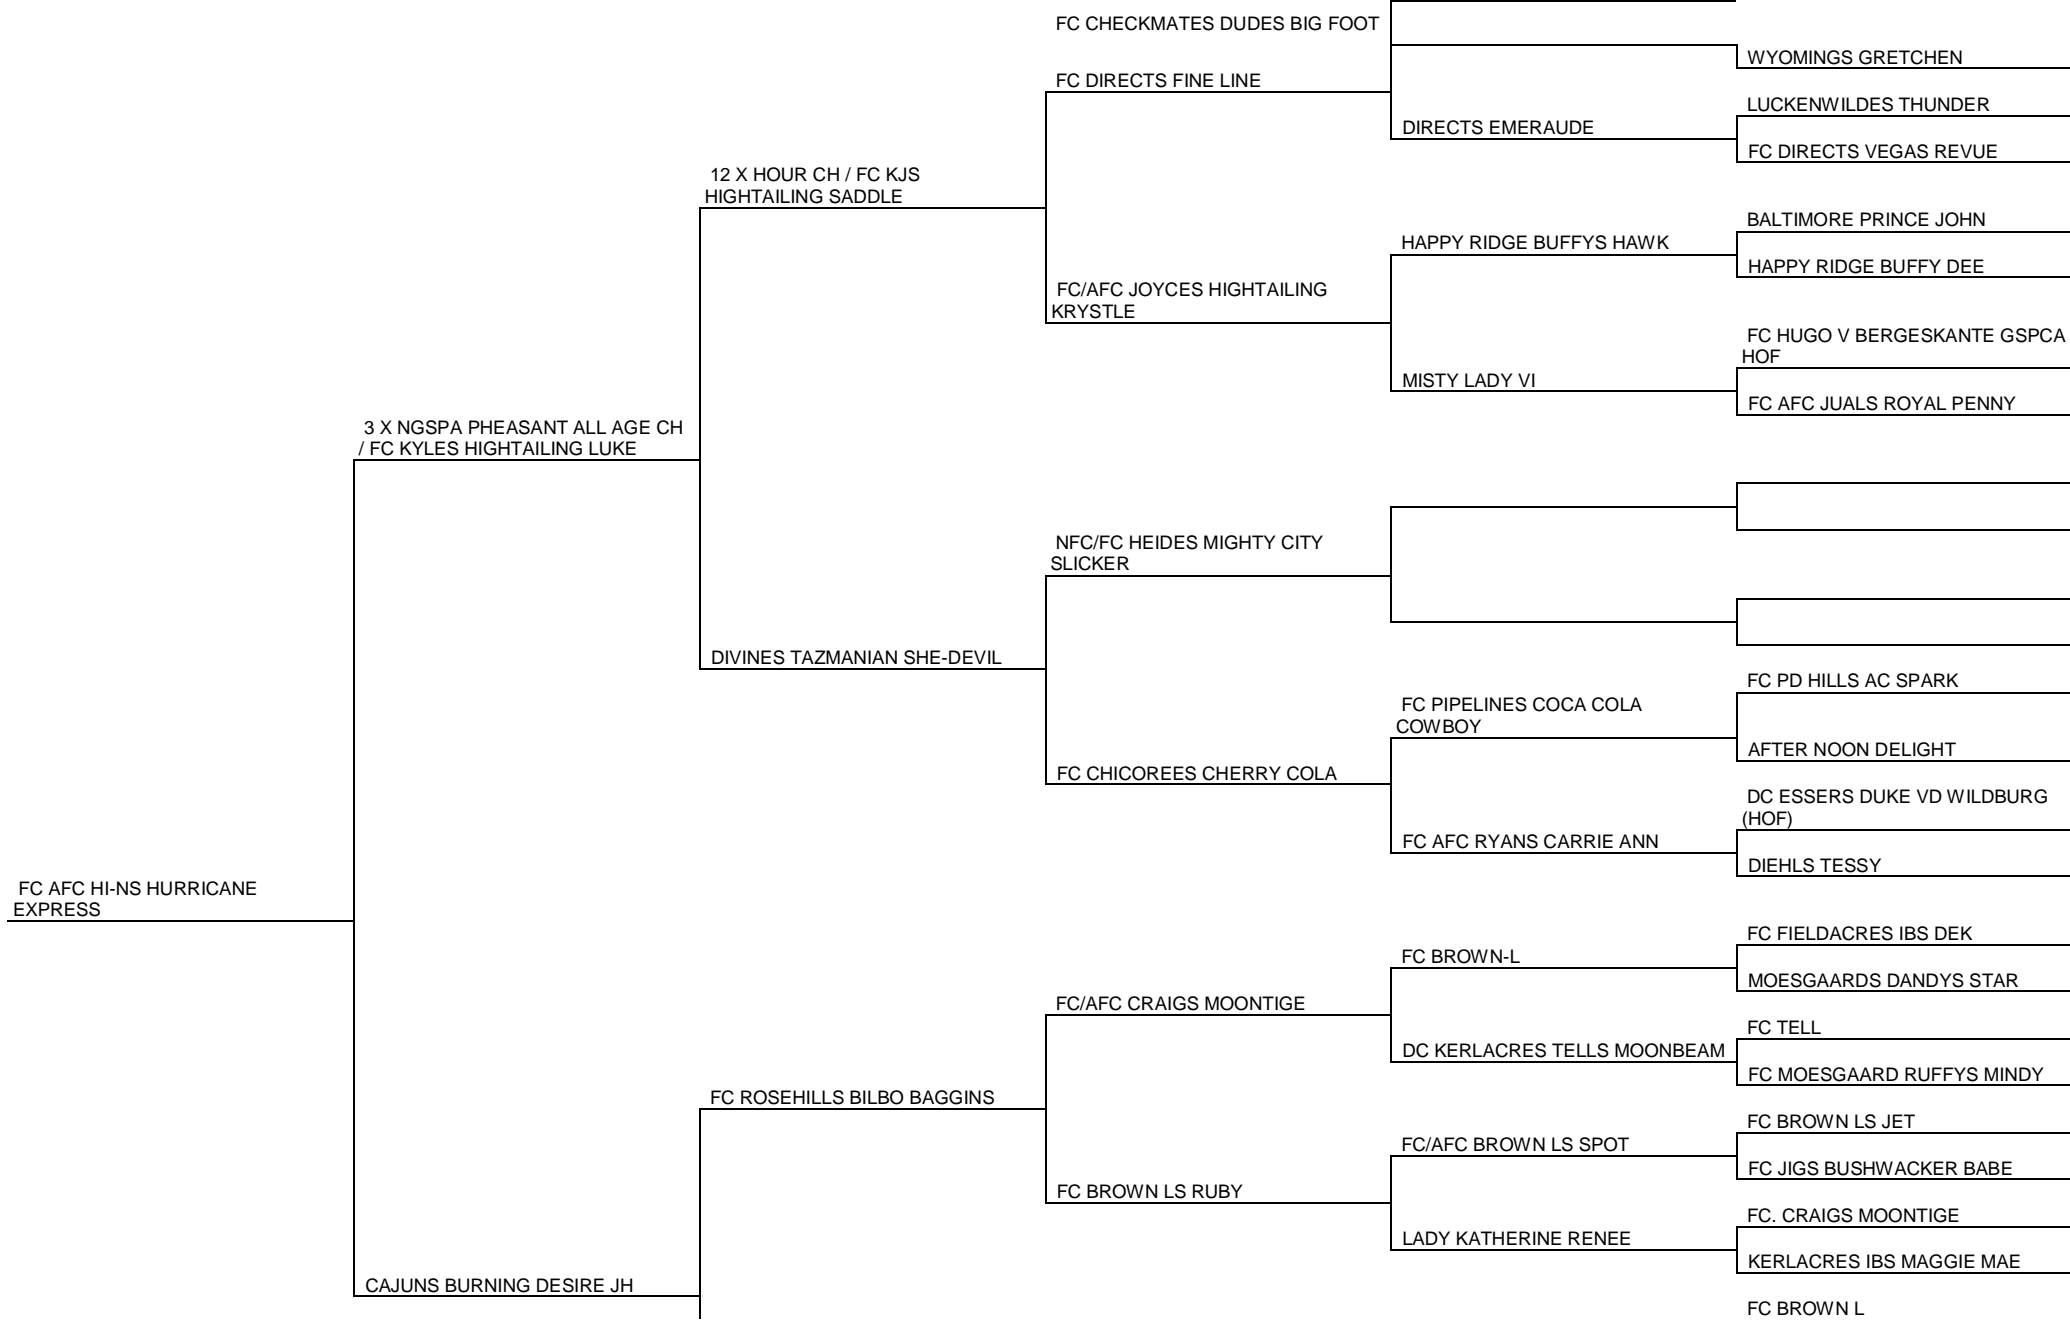 FC CHECKMATES DUDES BIG FOOT
WYOMINGS GRETCHEN
FC DIRECTS FINE LINE
LUCKENWILDES THUNDER
DIRECTS EMERAUDE
FC DIRECTS VEGAS REVUE
12 X HOUR CH / FC KJS
HIGHTAILING SADDLE
BALTIMORE PRINCE JOHN
HAPPY RIDGE BUFFYS HAWK
HAPPY RIDGE BUFFY DEE
FC/AFC JOYCES HIGHTAILING
KRYSTLE
FC HUGO V BERGESKANTE GSPCA
HOF
MISTY LADY VI
FC AFC JUALS ROYAL PENNY
3 X NGSPA PHEASANT ALL AGE CH
/ FC KYLES HIGHTAILING LUKE
NFC/FC HEIDES MIGHTY CITY
SLICKER
DIVINES TAZMANIAN SHE-DEVIL
FC PD HILLS AC SPARK
FC PIPELINES COCA COLA
COWBOY
AFTER NOON DELIGHT
FC CHICOREES CHERRY COLA
DC ESSERS DUKE VD WILDBURG
(HOF)
FC AFC RYANS CARRIE ANN
DIEHLS TESSY
FC AFC HI-NS HURRICANE
EXPRESS
FC FIELDACRES IBS DEK
FC BROWN-L
MOESGAARDS DANDYS STAR
FC/AFC CRAIGS MOONTIGE
FC TELL
DC KERLACRES TELLS MOONBEAM
FC MOESGAARD RUFFYS MINDY
FC ROSEHILLS BILBO BAGGINS
FC BROWN LS JET
FC/AFC BROWN LS SPOT
FC JIGS BUSHWACKER BABE
FC BROWN LS RUBY
FC. CRAIGS MOONTIGE
LADY KATHERINE RENEE
KERLACRES IBS MAGGIE MAE
CAJUNS BURNING DESIRE JH
FC BROWN L